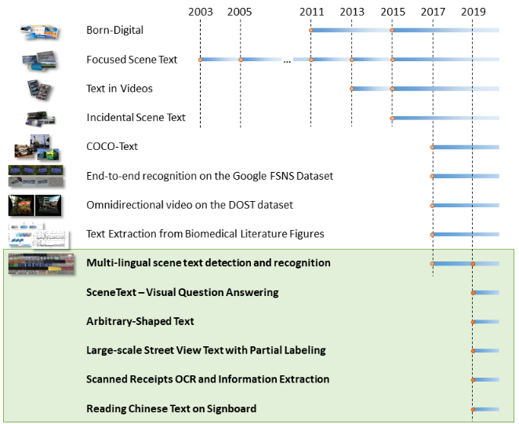 2003 2005 2011 2013 2015 2017 2019
Born-Digital
Focused Scene Text
...
Text in Videos
Incidental Scene Text
COCO-Text
End-to-end recognition on the Google FSNS Dataset
Omnidirectional video on the DOST dataset
Text Extraction from Biomedical Literature Figures
Multi-lingual scene text detection and recognition
SceneText – Visual Question Answering
Arbitrary-Shaped Text
Large-scale Street View Text with Partial Labeling
Scanned Receipts OCR and Information Extraction
Reading Chinese Text on Signboard